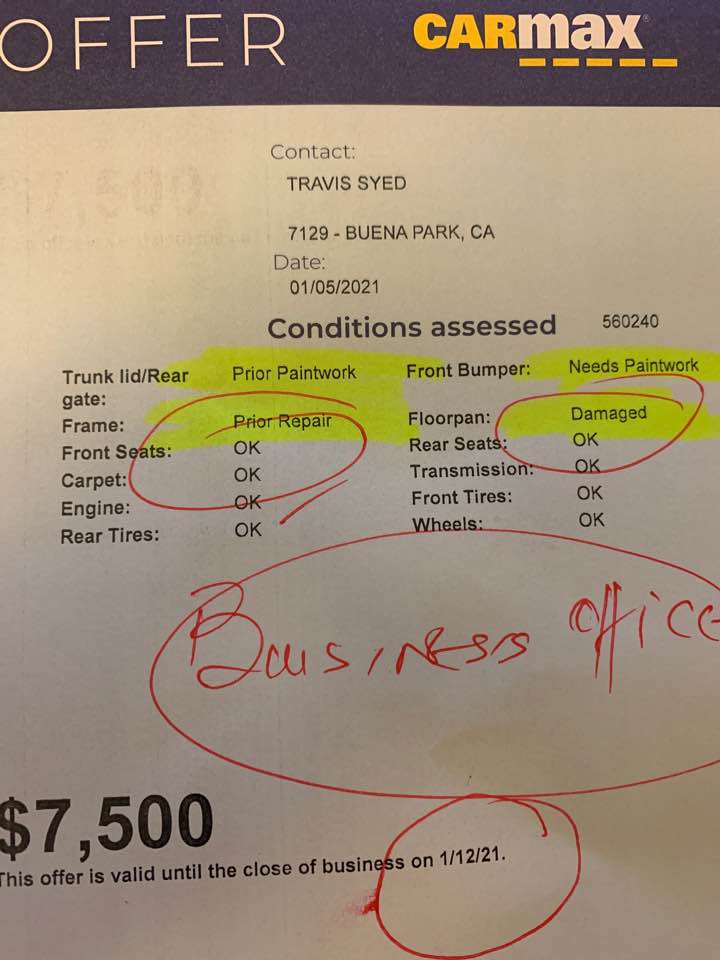 OFFER
CARMAX
Contact:
TRAVIS SYED
7129 - BUENA PARK, CA
Date:
01/05/2021
Conditions assessed 560240
Trunk lid/Rear gate: Prior Paintwork
Front Bumper: Needs Paintwork
Frame: Prior Repair
Floorpan: Damaged
Front Seats: OK
Rear Seats: OK
Carpet: OK
Transmission: OK
Engine: OK
Front Tires: OK
Rear Tires: OK
Wheels: OK
Business office
$7,500
This offer is valid until the close of business on 1/12/21.